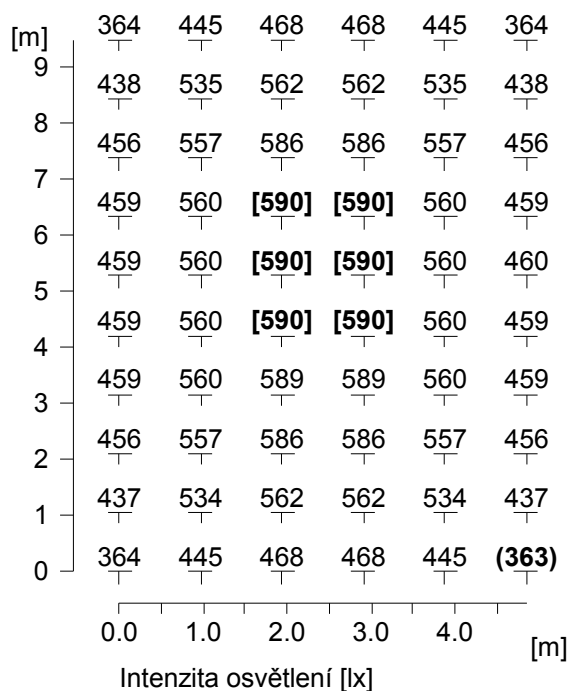 364 445 468 468 445 364
[m]
9
438 535 562 562 535 438
8
456 557 586 586 557 456
7
459 560 [590] [590] 560 459
6
459 560 [590] [590] 560 460
5
459 560 [590] [590] 560 459
4
459 560 589 589 560 459
3
456 557 586 586 557 456
2
437 534 562 562 534 437
1
364 445 468 468 445 (363)
0
0.0 1.0 2.0 3.0 4.0
[m]
Intenzita osvětlení [lx]